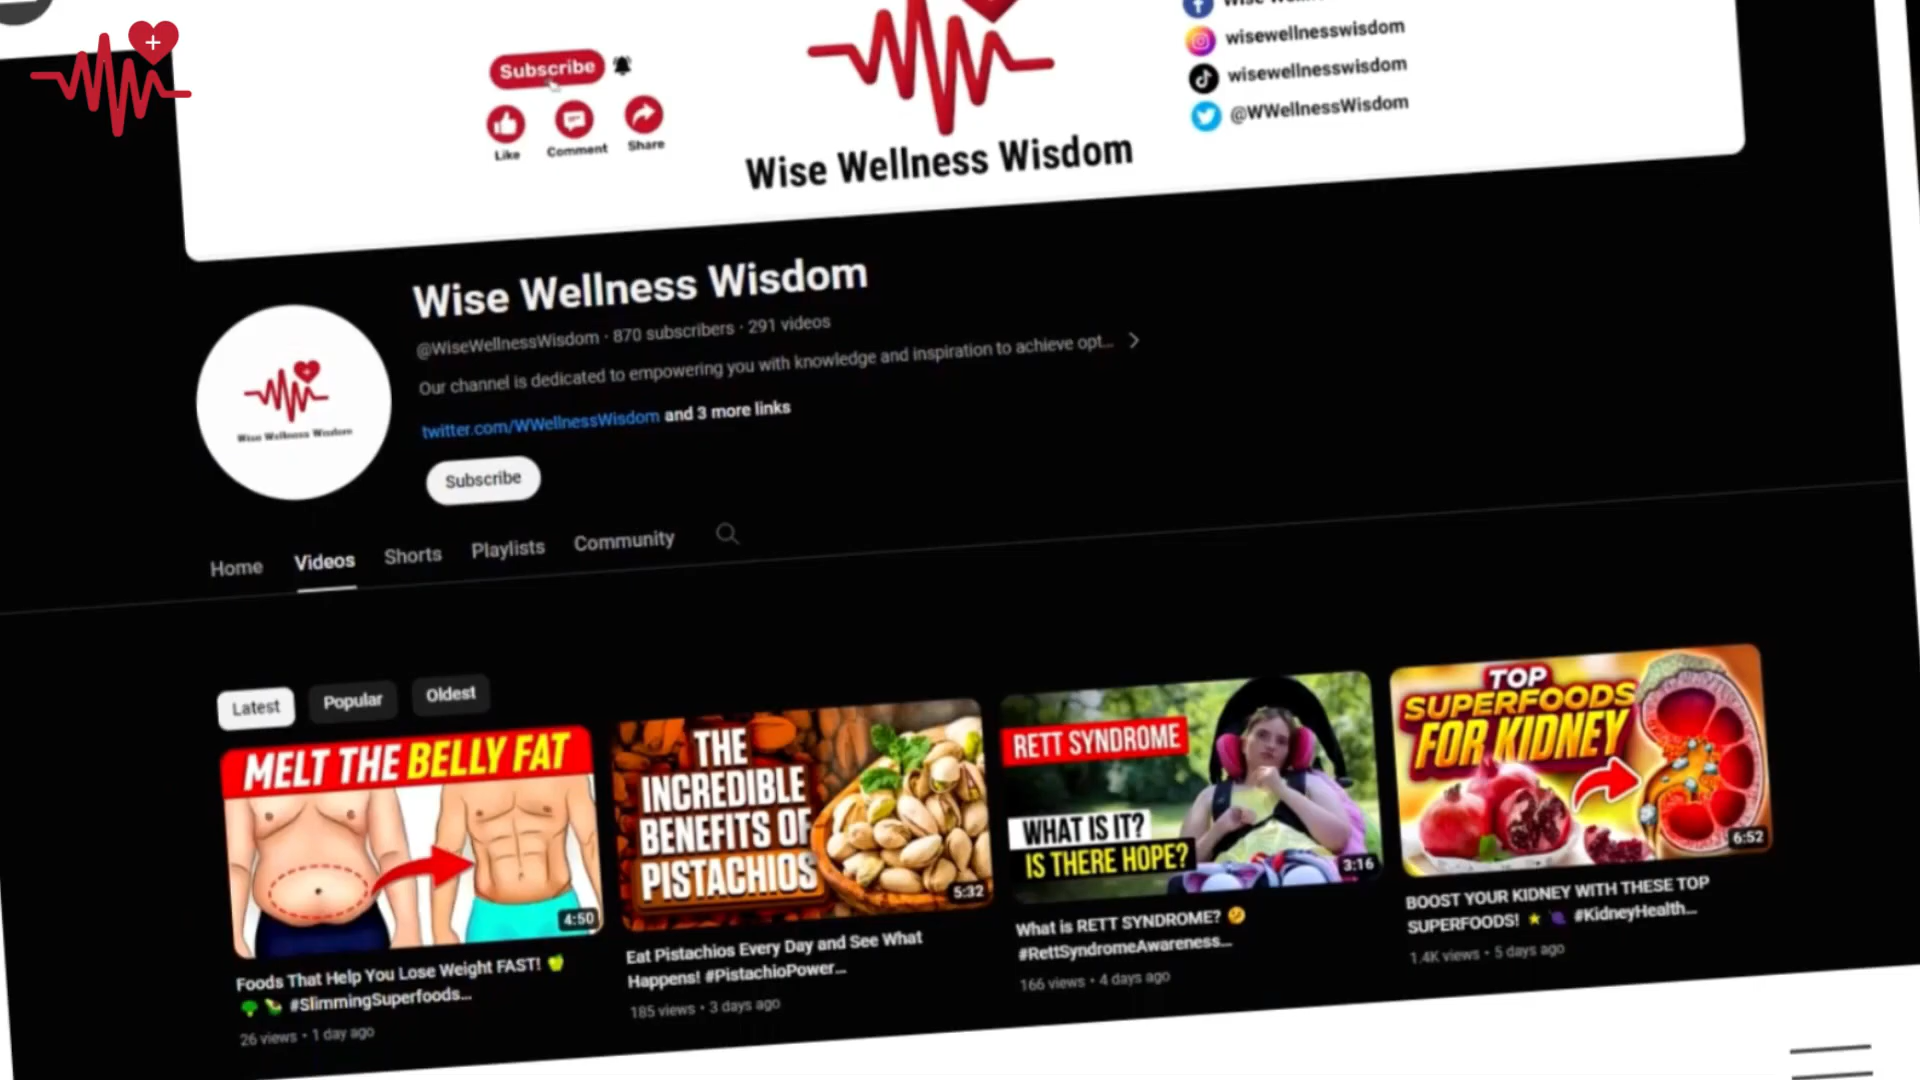 Subscribe
Like
Comment
Share
Wise Wellness Wisdom
wisewellnesswisdom
wisewellnesswisdom
@WWellnessWisdom
Wise Wellness Wisdom
Wise Wellness Wisdom
@WiseWellnessWisdom · 870 subscribers · 291 videos
Our channel is dedicated to empowering you with knowledge and inspiration to achieve opt...
twitter.com/WWellnessWisdom and 3 more links
Subscribe
Home
Videos
Shorts
Playlists
Community
Latest
Popular
Oldest
MELT THE BELLY FAT
4:50
Foods That Help You Lose Weight FAST!
#SlimmingSuperfoods...
26 views • 1 day ago
THE
INCREDIBLE
BENEFITS OF
PISTACHIOS
5:32
Eat Pistachios Every Day and See What
Happens! #PistachioPower...
185 views • 3 days ago
RETT SYNDROME
WHAT IS IT?
IS THERE HOPE?
3:16
What is RETT SYNDROME?
#RettSyndromeAwareness...
166 views • 4 days ago
TOP
SUPERFOODS
FOR KIDNEY
6:52
BOOST YOUR KIDNEY WITH THESE TOP
SUPERFOODS! #KidneyHealth...
1.4K views • 5 days ago